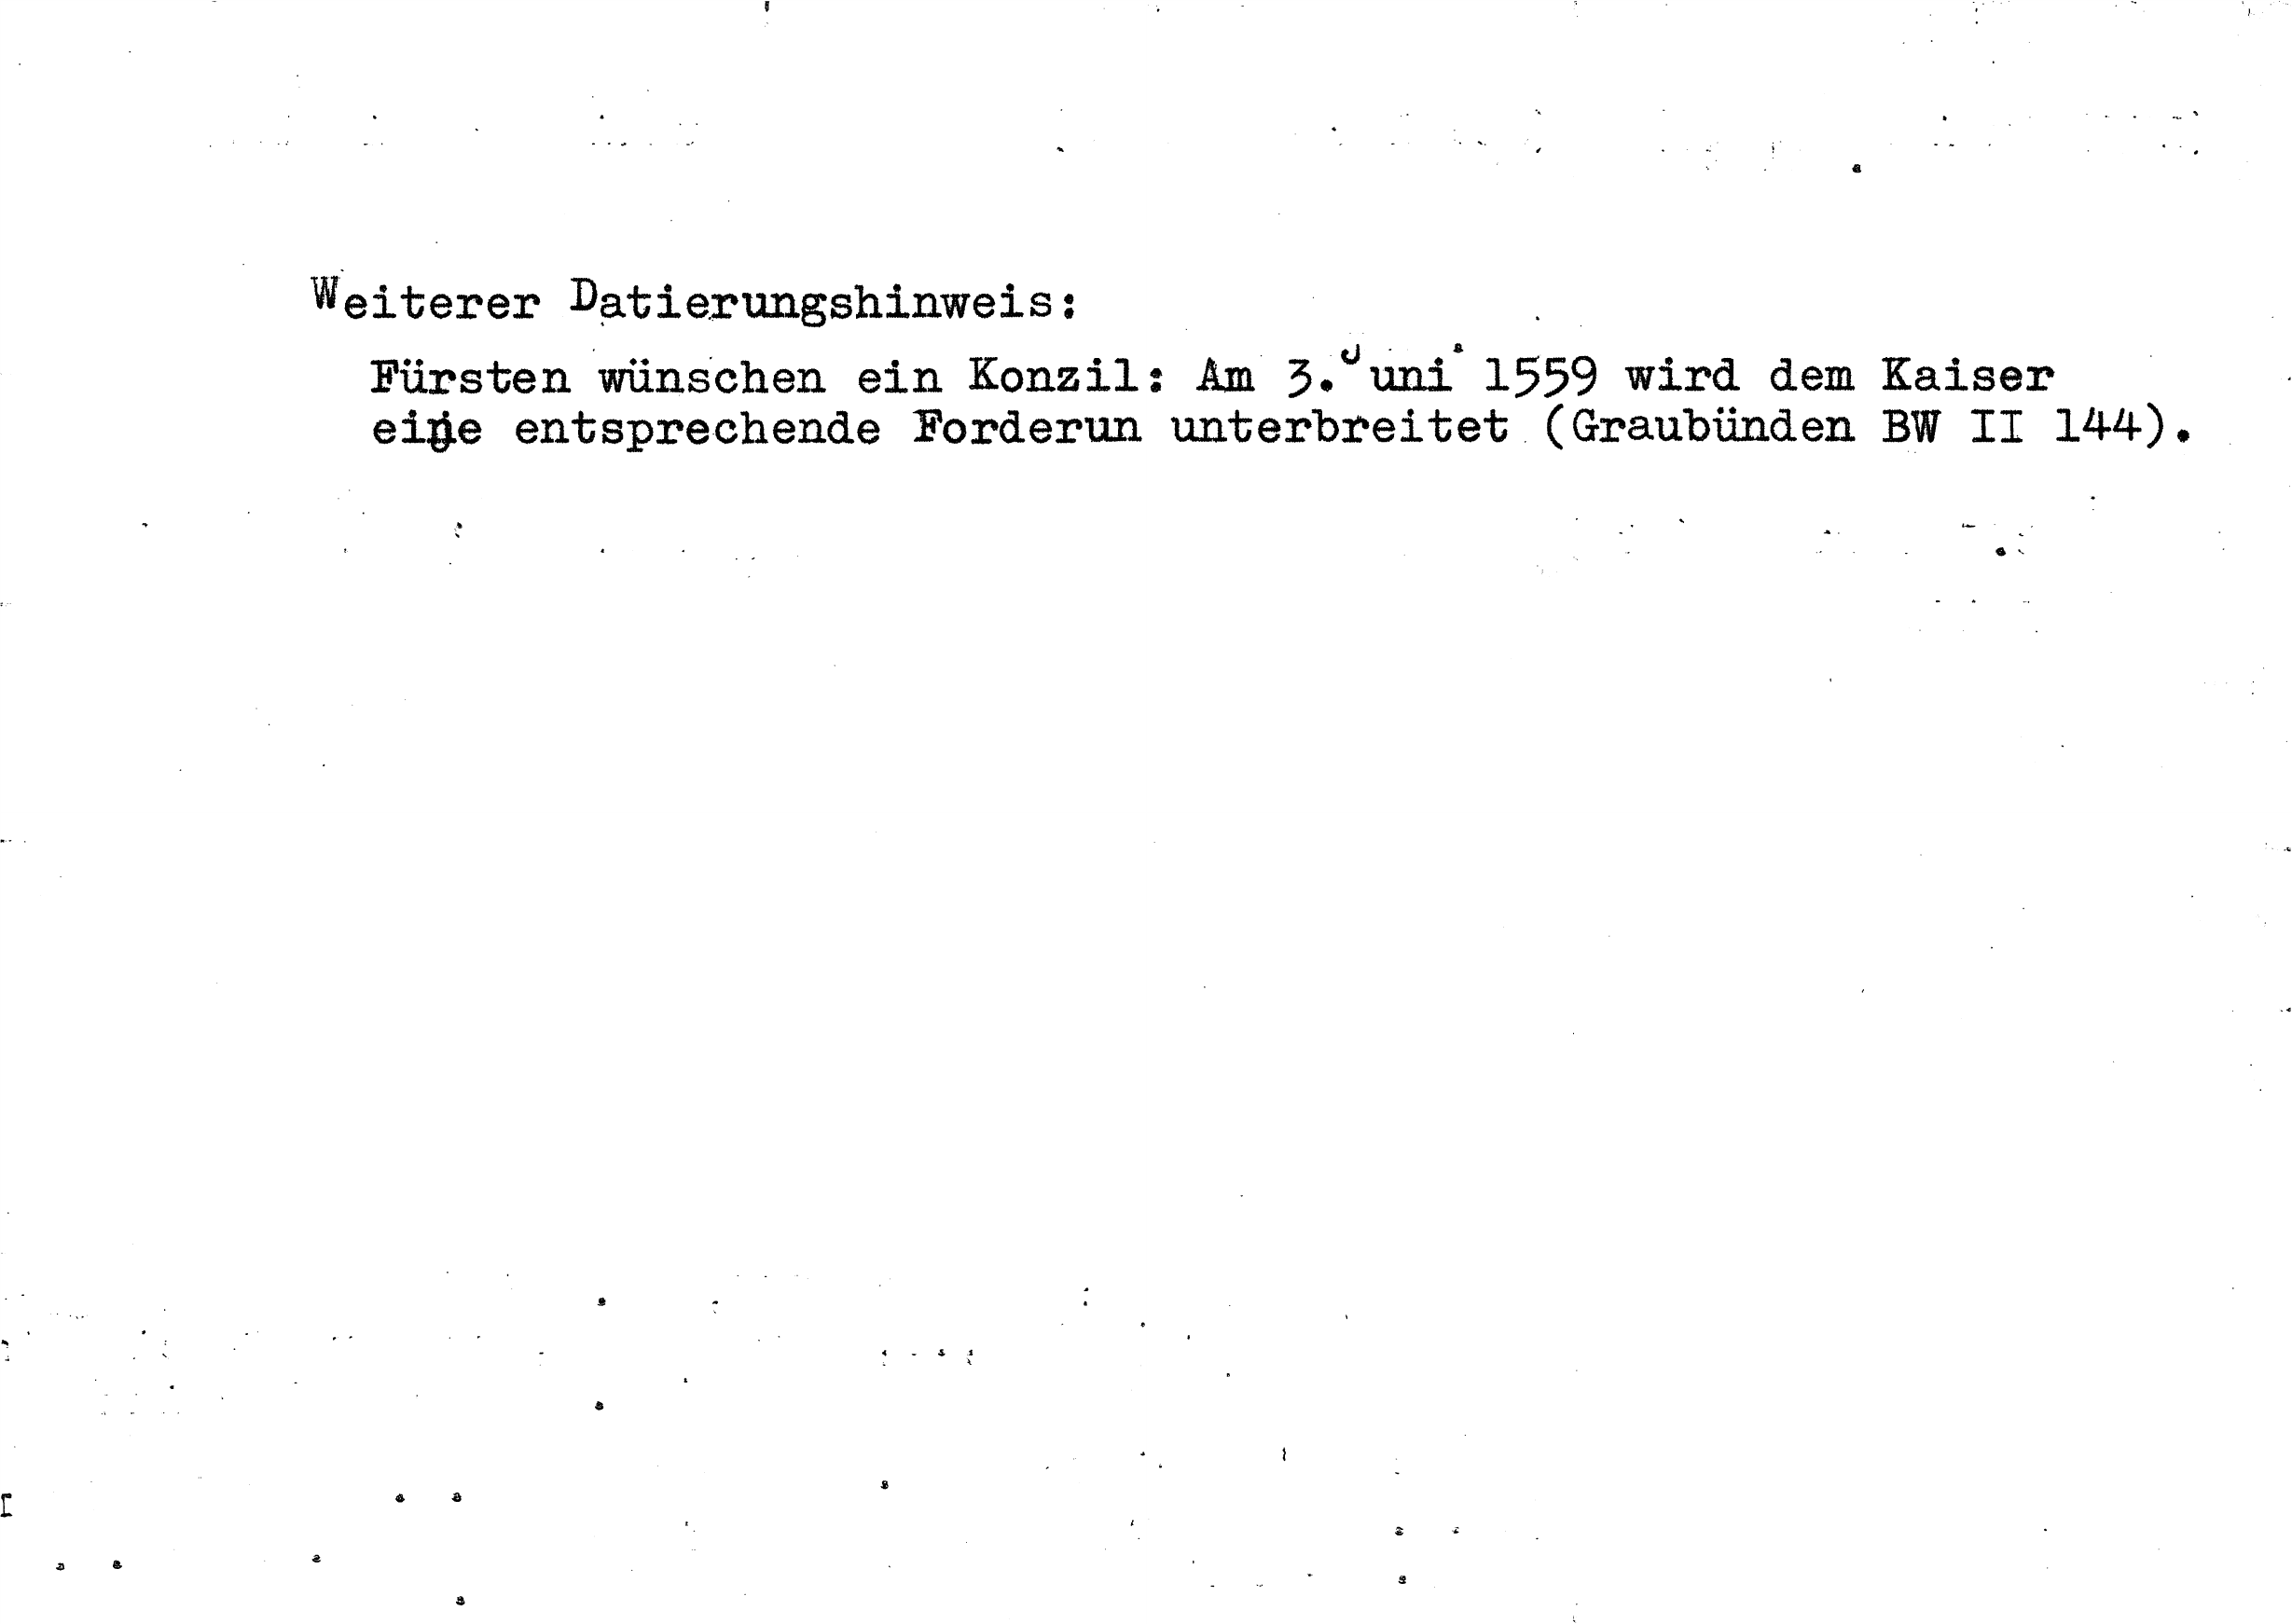 Weiterer Datierungshinweis:
Fürsten wünschen ein Konzil: Am 3. Juni 1559 wird dem Kaiser
eine entsprechende Forderun unterbreitet (Graubünden BW II 144).